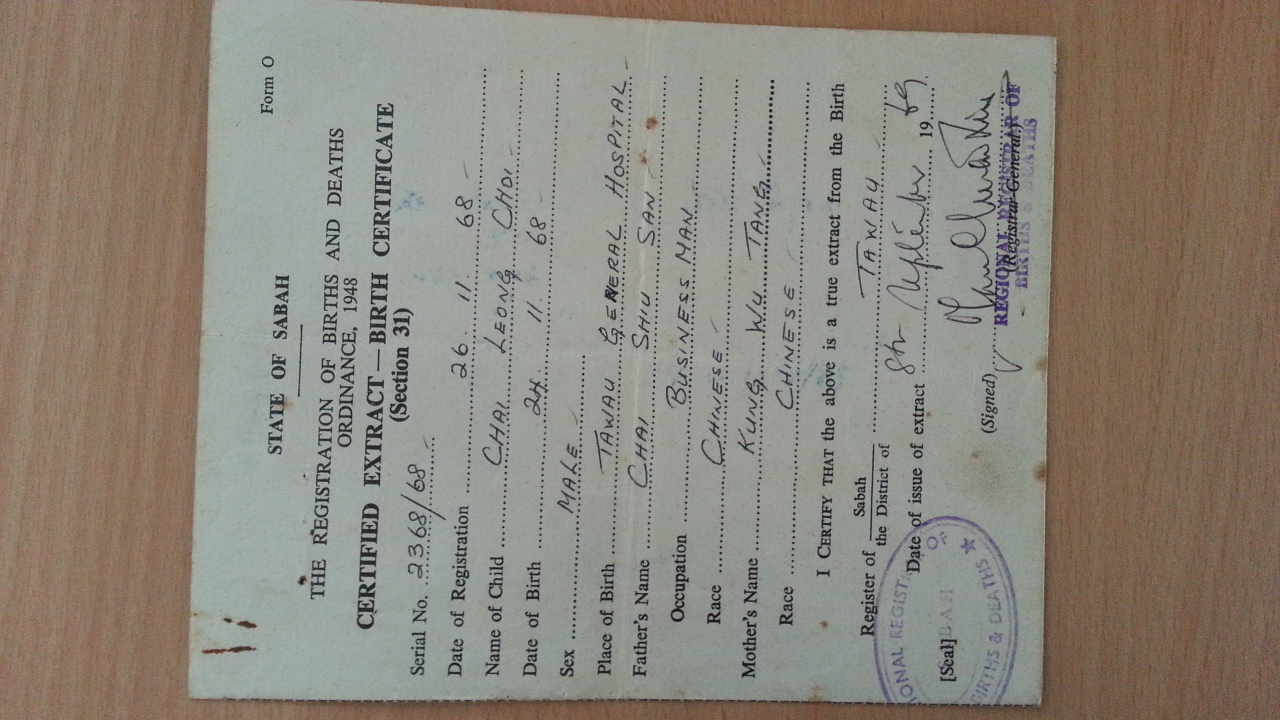 Form O
STATE OF SABAH
THE REGISTRATION OF BIRTHS AND DEATHS
ORDINANCE, 1948
CERTIFIED EXTRACT—BIRTH CERTIFICATE
(Section 31)
Serial No. 2368/68
Date of Registration 26. 11. 68
Name of Child CHAI LEONG CHOI
Date of Birth 24. 11. 68
Sex MALE
Place of Birth TAWAU GENERAL HOSPITAL
Father's Name CHAI SHIU SAN
Occupation BUSINESS MAN
Race CHINESE
Mother's Name KUNG WU TANG
Race CHINESE
I CERTIFY THAT the above is a true extract from the Birth
Register of Sabah TAWAU
the District of
Date of issue of extract 8th September 1969
REGIONAL REGISTRAR OF
[Seal] SABAH
BIRTHS & DEATHS
(Signed)
REGIONAL REGISTRAR OF
(Registrar-General)
BIRTHS & DEATHS